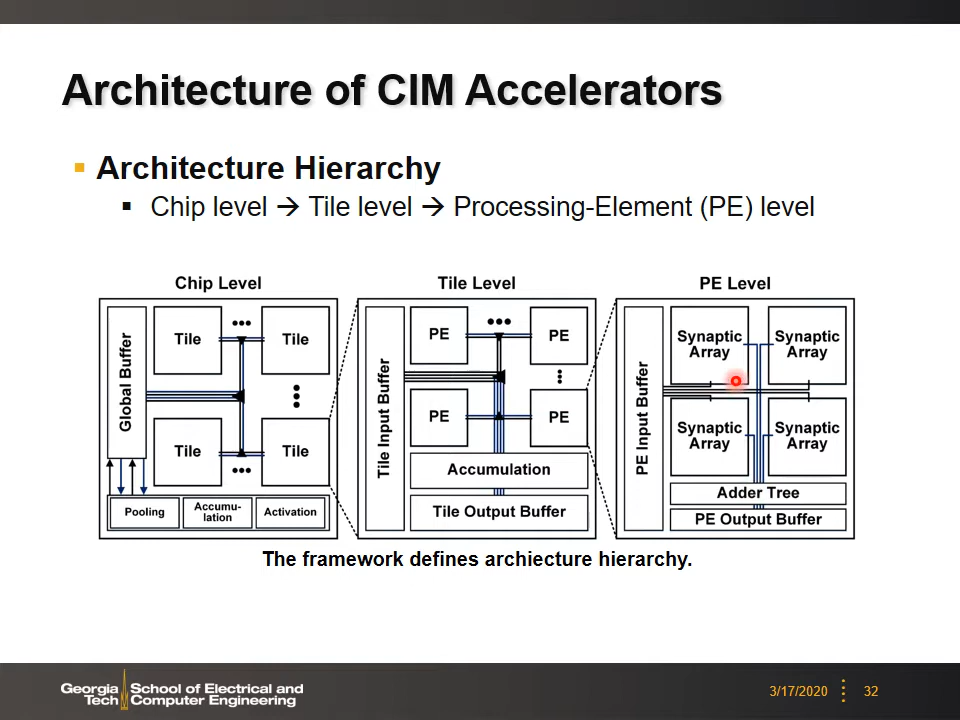 Architecture of CIM Accelerators
▪ Architecture Hierarchy
▪ Chip level → Tile level → Processing-Element (PE) level
Chip Level
Global Buffer
Tile
•••
Tile
•••
Tile
•••
Tile
Pooling
Accumu-
lation
Activation
Tile Level
Tile Input Buffer
PE
•••
PE
•••
PE
PE
Accumulation
Tile Output Buffer
PE Level
PE Input Buffer
Synaptic
Array
Synaptic
Array
Synaptic
Array
Synaptic
Array
Adder Tree
PE Output Buffer
The framework defines archiecture hierarchy.
Georgia
Tech
School of Electrical and
Computer Engineering
3/17/2020
32